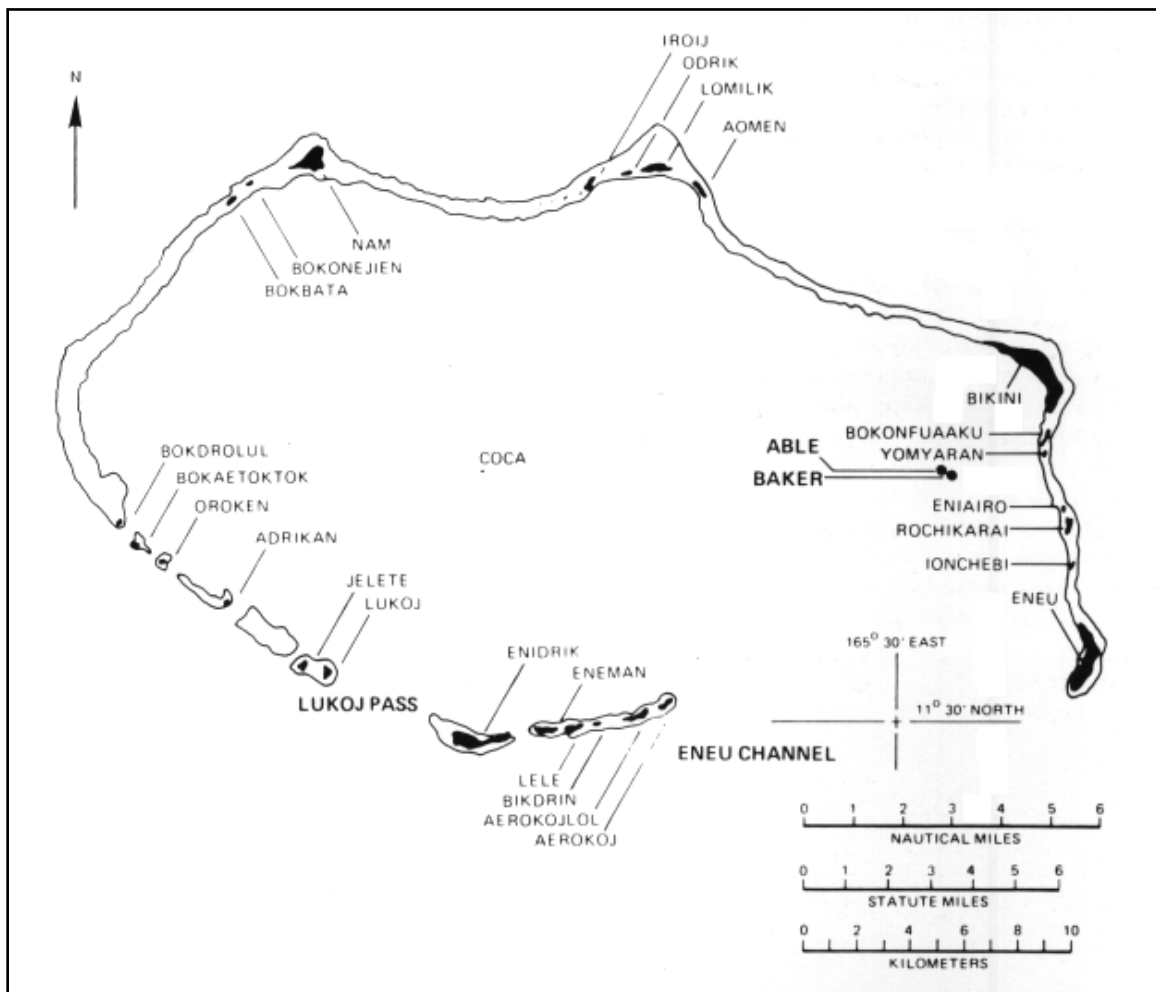 IROIJ
ODRIK
LOMILIK
AOMEN
N
NAM
BOKONEJIEN
BOKBATA
BIKINI
BOKONFUAAKU
YOMYARAN
ABLE
BAKER
COCA
BOKDROLUL
BOKAETOKTOK
OROKEN
ADRIKAN
JELETE
LUKOJ
ENIAIRO
ROCHIKARAI
IONCHEBI
ENEU
165° 30' EAST
11° 30' NORTH
LUKOJ PASS
ENIDRIK
ENEMAN
ENEU CHANNEL
LELE
BIKDRIN
AEROKOJLOL
AEROKOJ
0 1 2 3 4 5 6
NAUTICAL MILES
0 1 2 3 4 5 6
STATUTE MILES
0 2 4 6 8 10
KILOMETERS